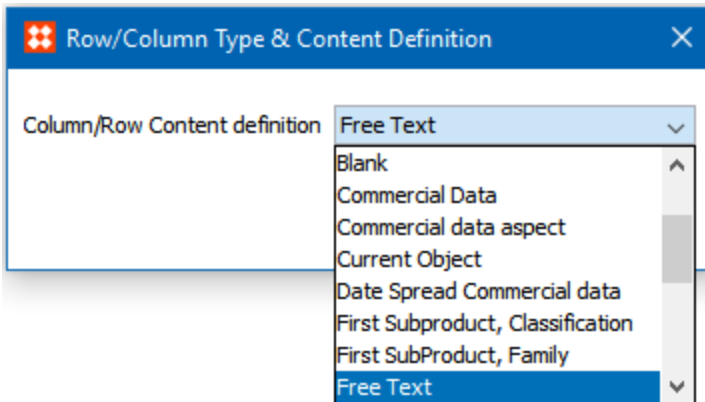 Row/Column Type & Content Definition
Column/Row Content definition Free Text
Blank
Commercial Data
Commercial data aspect
Current Object
Date Spread Commercial data
First Subproduct, Classification
First SubProduct, Family
Free Text